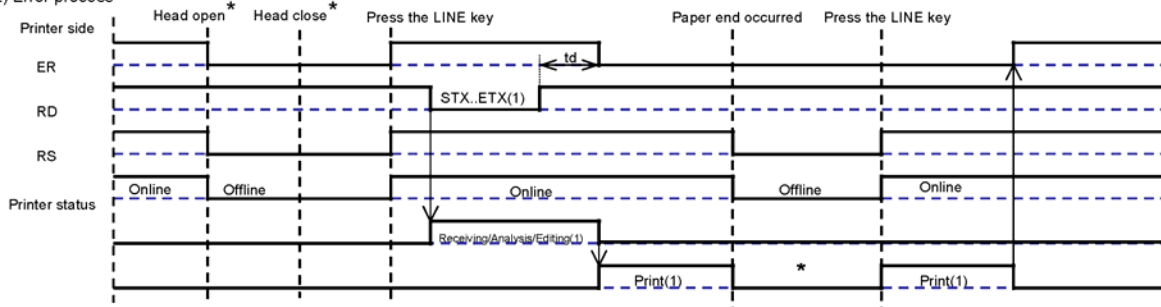 ) Error process
Head open* Head close* Press the LINE key Paper end occurred Press the LINE key
Printer side
ER
td
RD
STX..ETX(1)
RS
Printer status
Online Offline Online Offline Online
Receiving/Analysis/Editing(1)
Print(1) * Print(1)